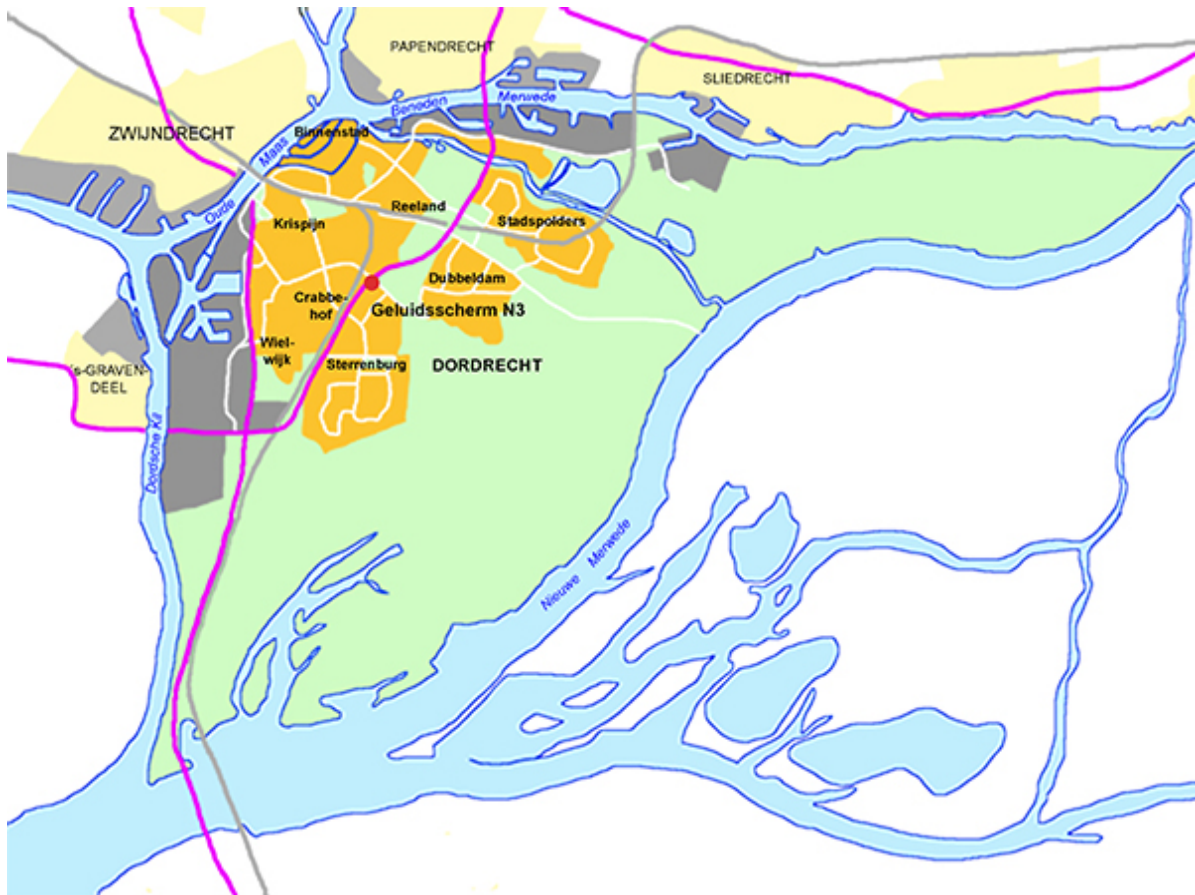 PAPENDRECHT
SLIEDRECHT
Beneden
Merwede
ZWIJNDRECHT
Binnenstad
Maas
Oude
Reeland
Krispijn
Stadspolders
Dubbeldam
Crabbe-
hof
Geluidsscherm N3
Wiel-
wijk
Sterrenburg
DORDRECHT
's-GRAVEN-
DEEL
Dordsche Kil
Nieuwe Merwede